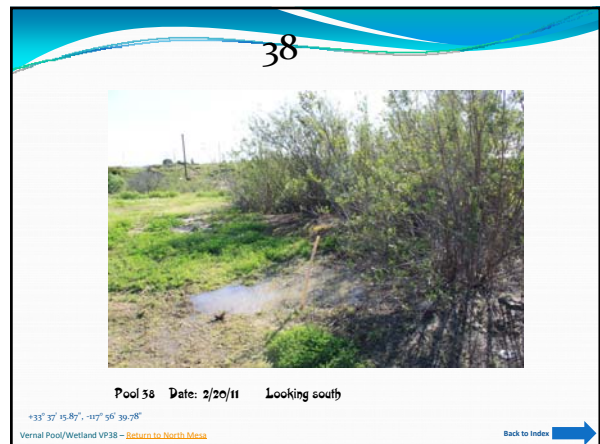 38
Pool 38 Date: 2/20/11 Looking south
+33° 37' 15.87", -117° 56' 39.78"
Vernal Pool/Wetland VP38 – Return to North Mesa
Back to Index